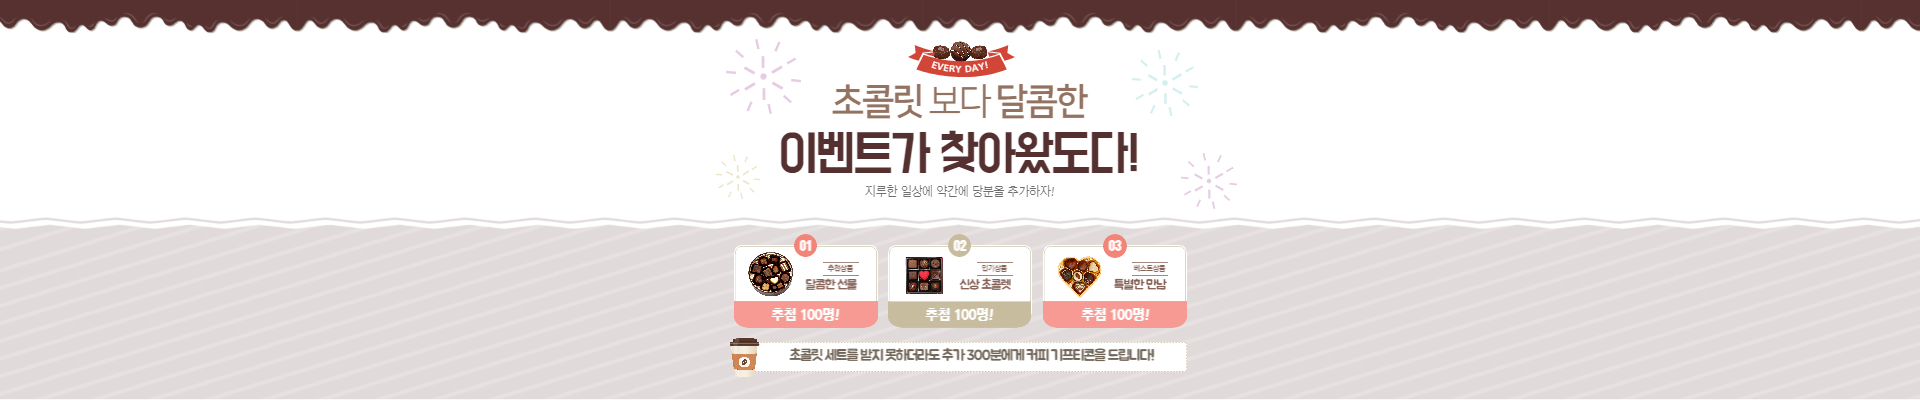 EVERY DAY!
초콜릿 보다 달콤한
이벤트가 찾아왔도다!
지루한 일상에 약간에 당분을 추가하자!
01
추천상품
달콤한 선물
추첨 100명!
02
인기상품
신상 초콜렛
추첨 100명!
03
베스트상품
특별한 만남
추첨 100명!
초콜릿 세트를 받지 못하더라도 추가 300분에게 커피 기프티콘을 드립니다!